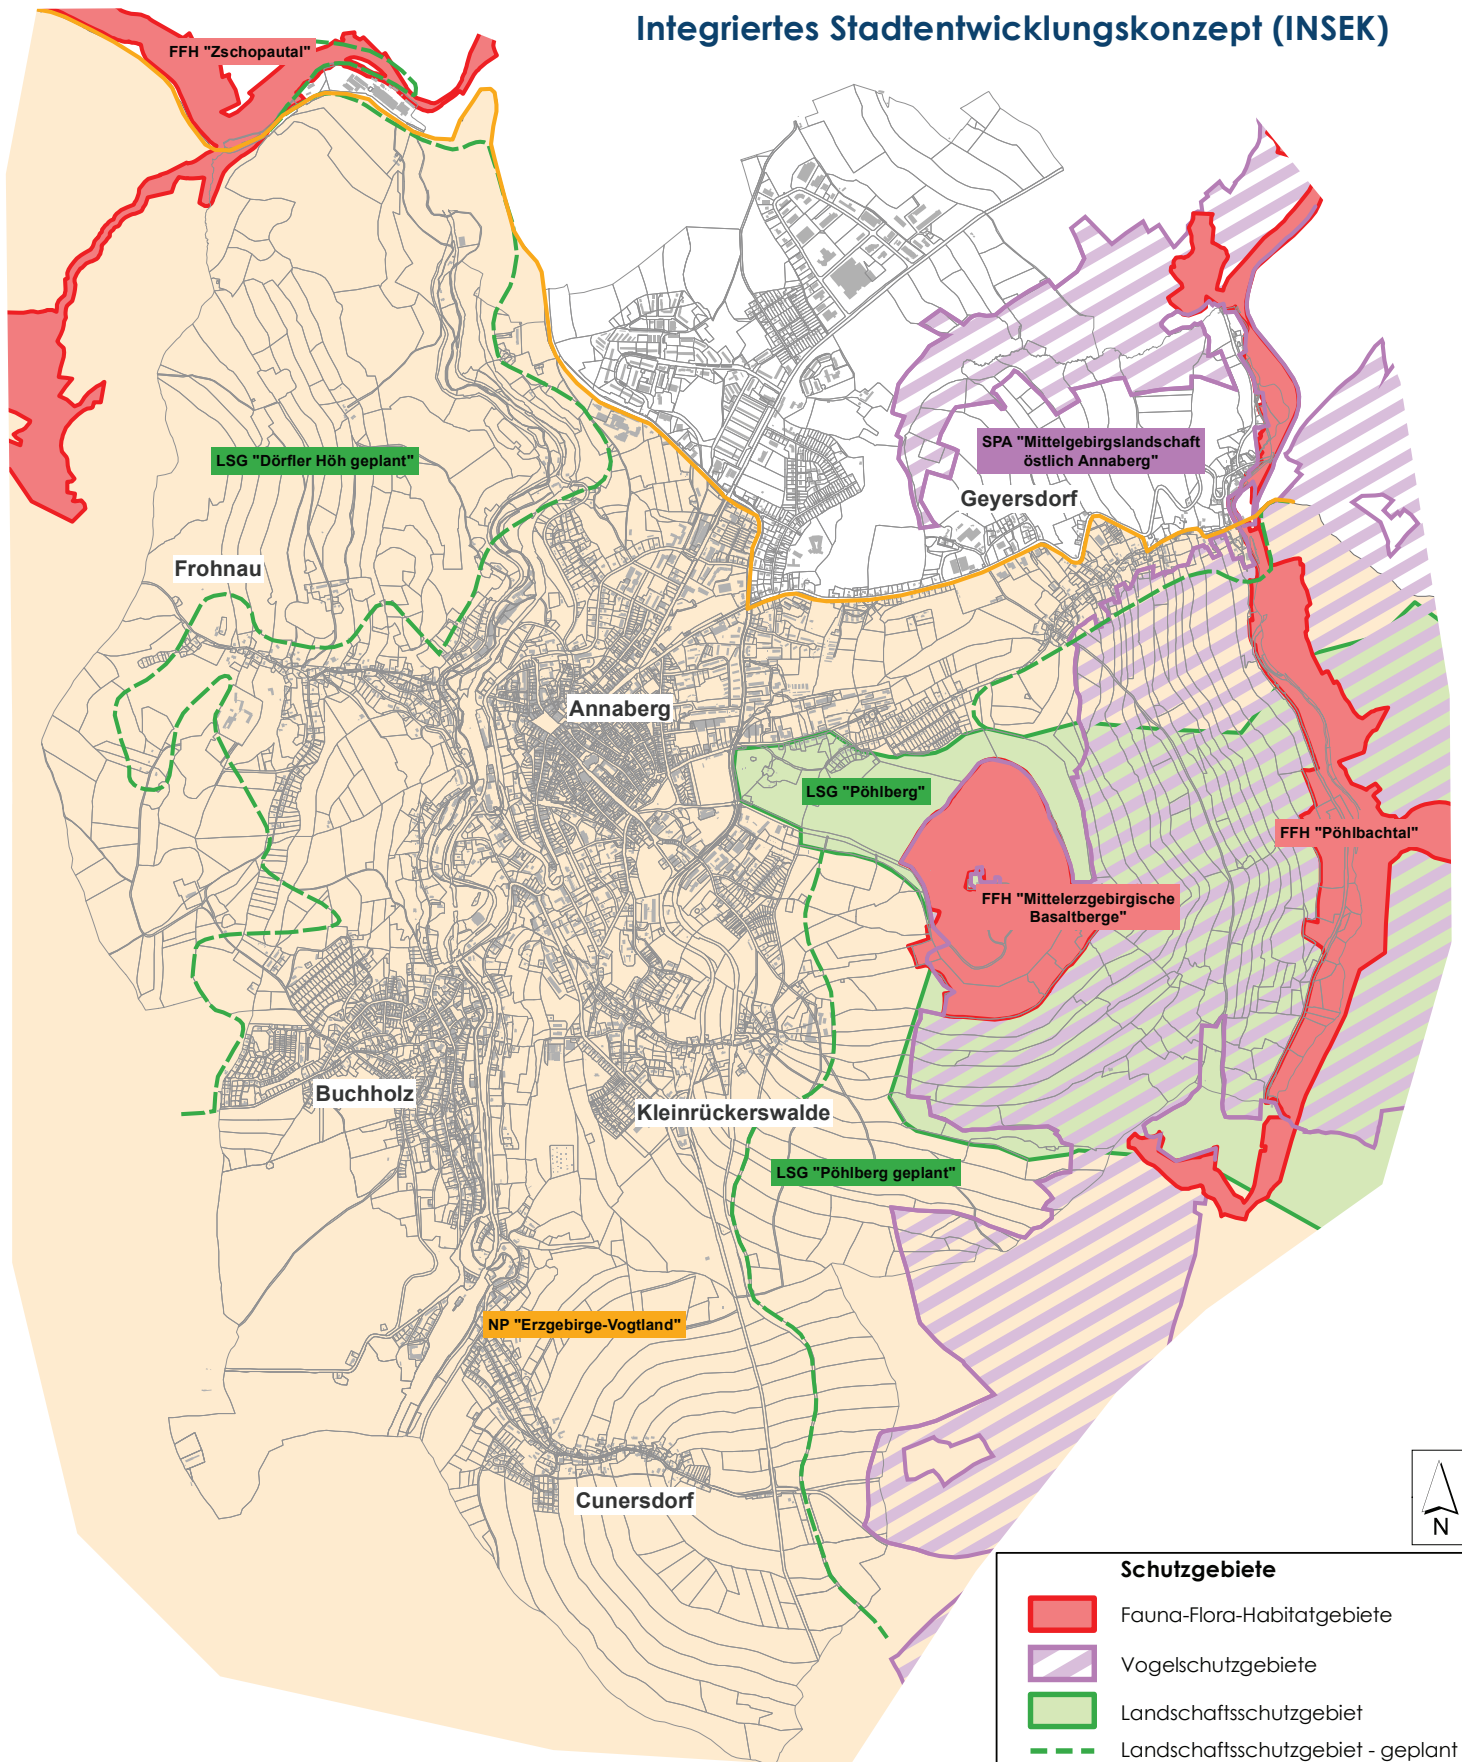 Integriertes Stadtentwicklungskonzept (INSEK)
FFH "Zschopautal"
LSG "Dörfler Höh geplant"
SPA "Mittelgebirgslandschaft
östlich Annaberg"
Geyersdorf
Frohnau
Annaberg
LSG "Pöhlberg"
FFH "Pöhlbachtal"
FFH "Mittelerzgebirgische
Basaltberge"
Buchholz
Kleinrückerswalde
LSG "Pöhlberg geplant"
NP "Erzgebirge-Vogtland"
Cunersdorf
N
Schutzgebiete
Fauna-Flora-Habitatgebiete
Vogelschutzgebiete
Landschaftsschutzgebiet
Landschaftsschutzgebiet - geplant